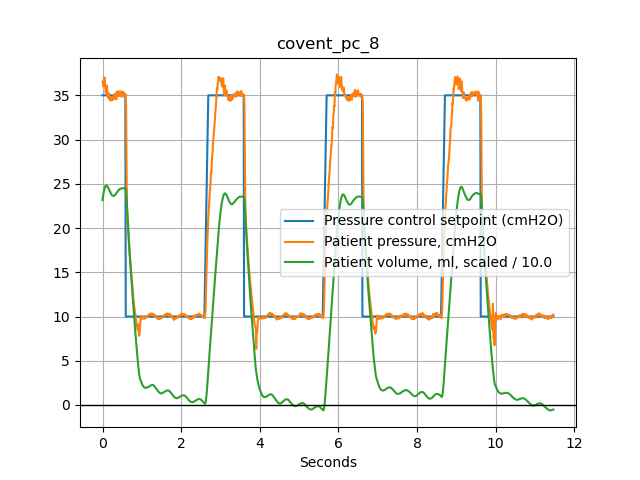 covent_pc_8
35
30
25
20
15
10
5
0
Pressure control setpoint (cmH2O)
Patient pressure, cmH2O
Patient volume, ml, scaled / 10.0
0 2 4 6 8 10 12
Seconds